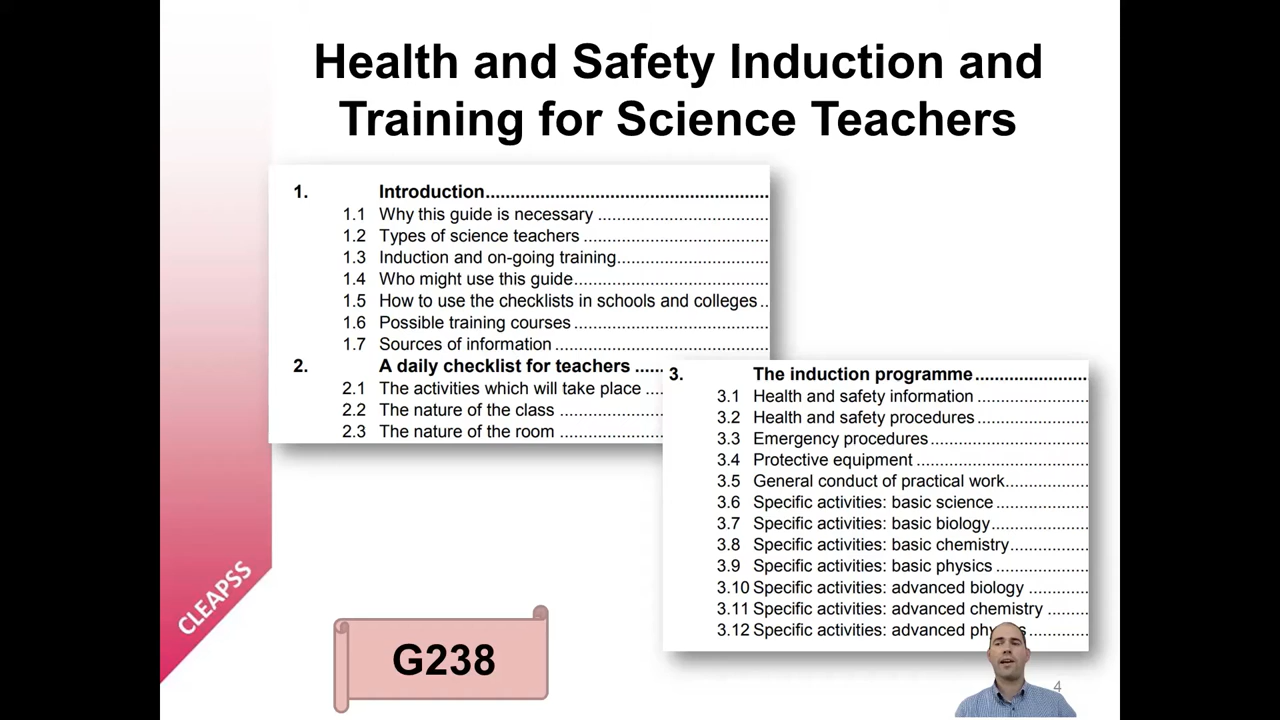 Health and Safety Induction and
Training for Science Teachers
1. Introduction
1.1 Why this guide is necessary
1.2 Types of science teachers
1.3 Induction and on-going training
1.4 Who might use this guide
1.5 How to use the checklists in schools and colleges
1.6 Possible training courses
1.7 Sources of information
2. A daily checklist for teachers
2.1 The activities which will take place
2.2 The nature of the class
2.3 The nature of the room
3. The induction programme
3.1 Health and safety information
3.2 Health and safety procedures
3.3 Emergency procedures
3.4 Protective equipment
3.5 General conduct of practical work
3.6 Specific activities: basic science
3.7 Specific activities: basic biology
3.8 Specific activities: basic chemistry
3.9 Specific activities: basic physics
3.10 Specific activities: advanced biology
3.11 Specific activities: advanced chemistry
3.12 Specific activities: advanced
CLEAPSS
G238
4